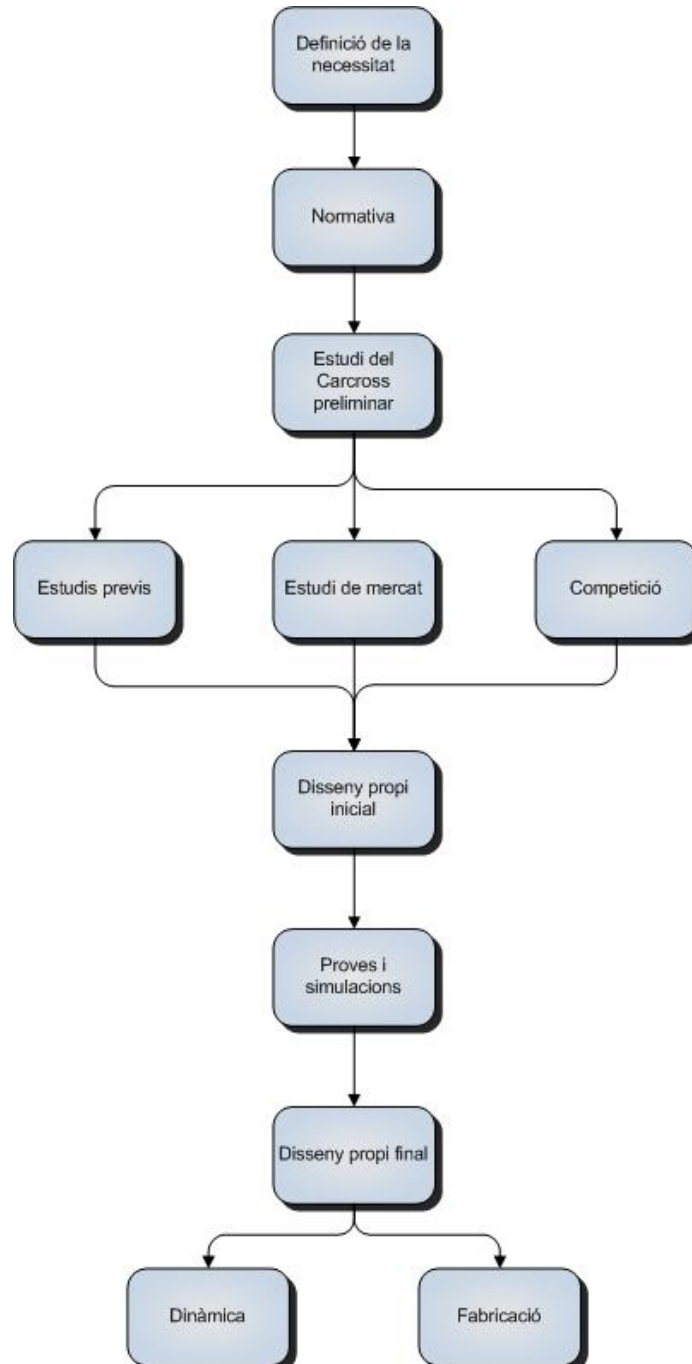 Definició de la
necessitat
Normativa
Estudi del
Carcross
preliminar
Estudis previs
Estudi de mercat
Competició
Disseny propi
inicial
Proves i
simulacions
Disseny propi final
Dinàmica
Fabricació